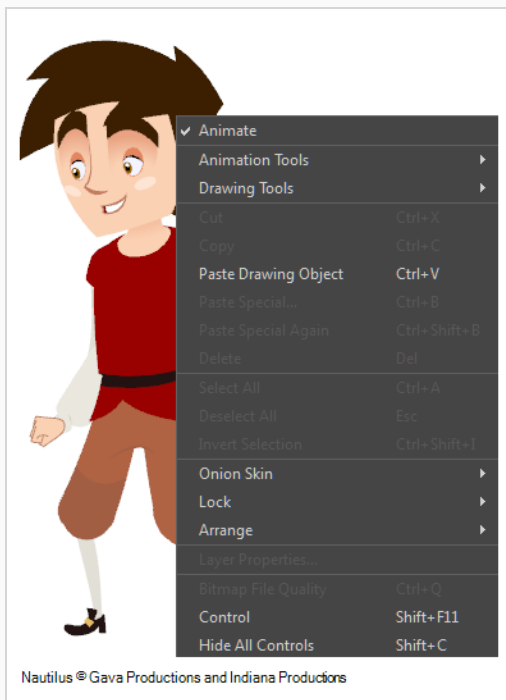 Animate
Animation Tools
Drawing Tools
Cut Ctrl+X
Copy Ctrl+C
Paste Drawing Object Ctrl+V
Paste Special... Ctrl+B
Paste Special Again Ctrl+Shift+B
Delete Del
Select All Ctrl+A
Deselect All Esc
Invert Selection Ctrl+Shift+I
Onion Skin
Lock
Arrange
Layer Properties...
Bitmap File Quality Ctrl+Q
Control Shift+F11
Hide All Controls Shift+C
Nautilus © Gava Productions and Indiana Productions